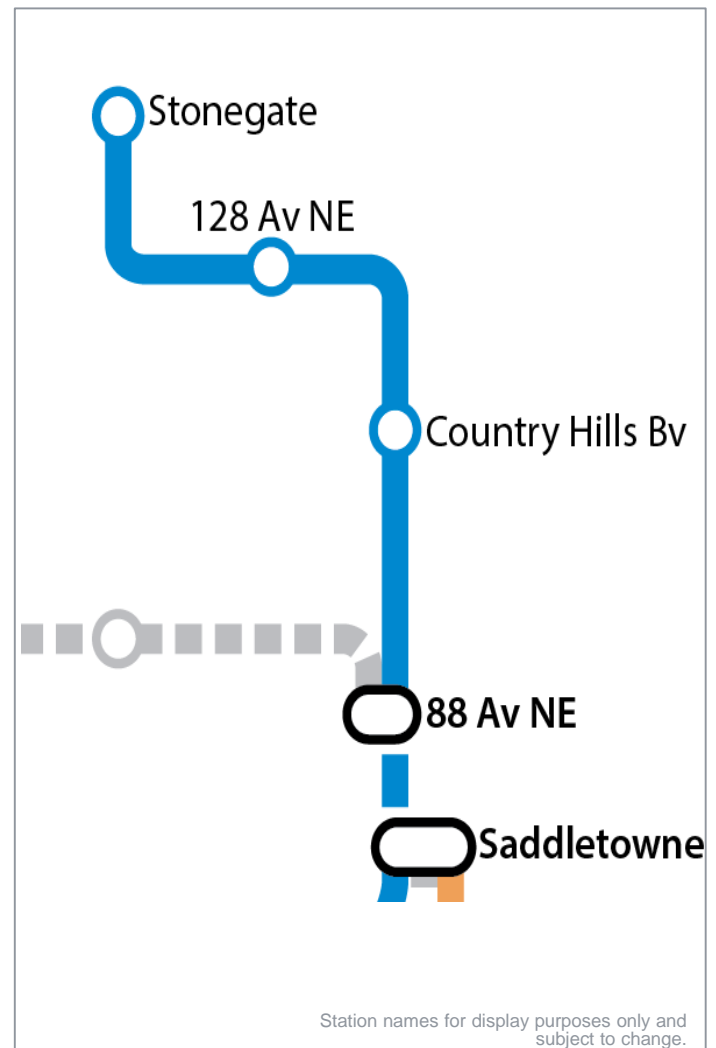 Stonegate
128 Av NE
Country Hills Bv
88 Av NE
Saddletowne
Station names for display purposes only and
subject to change.